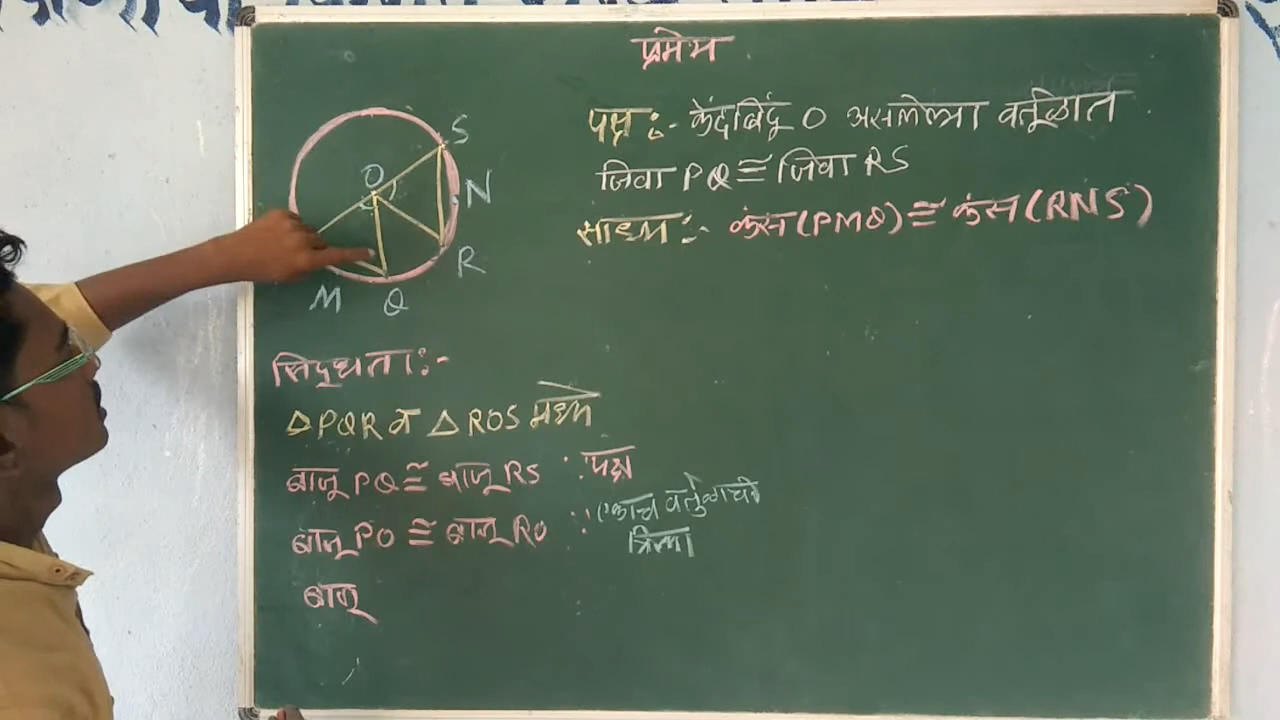 प्रमेय
पक्ष :- केंद्रबिंदू O असलेल्या वर्तुळात
जिवा PQ ≅ जिवा RS
साध्य :- कंस (PMQ) ≅ कंस (RNS)
S
O
N
R
M Q
सिद्धता :-
Δ PQR व Δ ROS मध्ये
बाजू PQ ≅ बाजू RS ∵ पक्ष
बाजू PO ≅ बाजू RO ∵ एकाच वर्तुळाची
त्रिज्या
बाजू